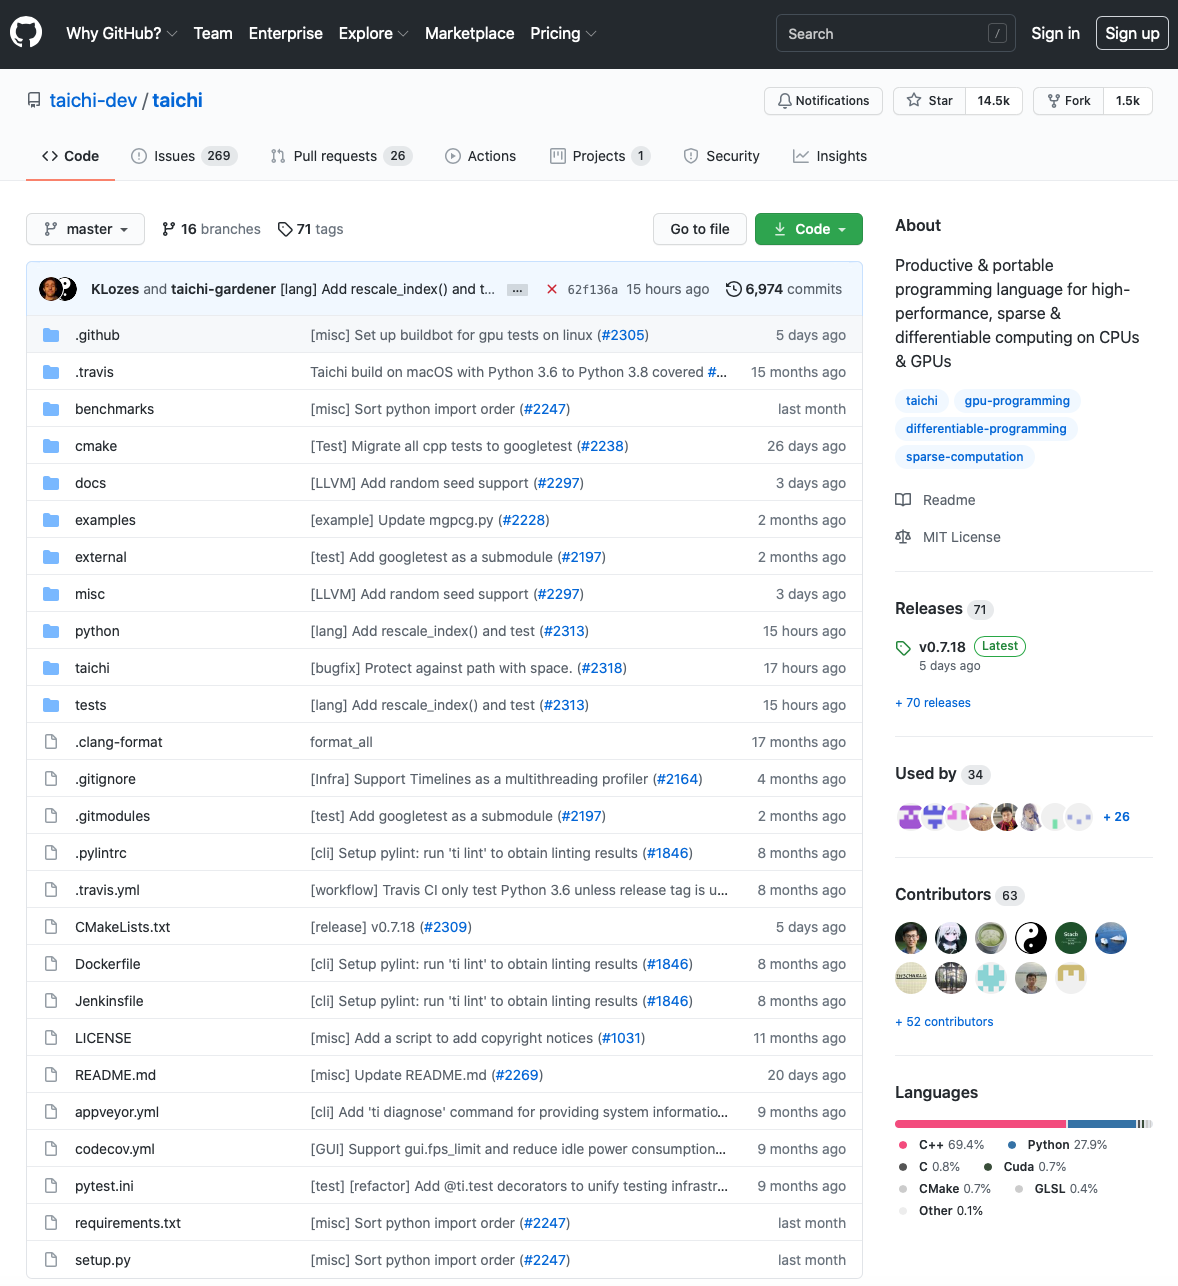 Why GitHub? Team Enterprise Explore Marketplace Pricing Search / Sign in Sign up
taichi-dev / taichi Notifications Star 14.5k Fork 1.5k
Code Issues 269 Pull requests 26 Actions Projects 1 Security Insights
master 16 branches 71 tags Go to file Code
KLozes and taichi-gardener [lang] Add rescale_index() and t... ... 62f136a 15 hours ago 6,974 commits
.github [misc] Set up buildbot for gpu tests on linux (#2305) 5 days ago
.travis Taichi build on macOS with Python 3.6 to Python 3.8 covered #... 15 months ago
benchmarks [misc] Sort python import order (#2247) last month
cmake [Test] Migrate all cpp tests to googletest (#2238) 26 days ago
docs [LLVM] Add random seed support (#2297) 3 days ago
examples [example] Update mgpcg.py (#2228) 2 months ago
external [test] Add googletest as a submodule (#2197) 2 months ago
misc [LLVM] Add random seed support (#2297) 3 days ago
python [lang] Add rescale_index() and test (#2313) 15 hours ago
taichi [bugfix] Protect against path with space. (#2318) 17 hours ago
tests [lang] Add rescale_index() and test (#2313) 15 hours ago
.clang-format format_all 17 months ago
.gitignore [Infra] Support Timelines as a multithreading profiler (#2164) 4 months ago
.gitmodules [test] Add googletest as a submodule (#2197) 2 months ago
.pylintrc [cli] Setup pylint: run 'ti lint' to obtain linting results (#1846) 8 months ago
.travis.yml [workflow] Travis CI only test Python 3.6 unless release tag is u... 8 months ago
CMakeLists.txt [release] v0.7.18 (#2309) 5 days ago
Dockerfile [cli] Setup pylint: run 'ti lint' to obtain linting results (#1846) 8 months ago
Jenkinsfile [cli] Setup pylint: run 'ti lint' to obtain linting results (#1846) 8 months ago
LICENSE [misc] Add a script to add copyright notices (#1031) 11 months ago
README.md [misc] Update README.md (#2269) 20 days ago
appveyor.yml [cli] Add 'ti diagnose' command for providing system informatio... 9 months ago
codecov.yml [GUI] Support gui.fps_limit and reduce idle power consumption... 9 months ago
pytest.ini [test] [refactor] Add @ti.test decorators to unify testing infrastr... 9 months ago
requirements.txt [misc] Sort python import order (#2247) last month
setup.py [misc] Sort python import order (#2247) last month
About
Productive & portable
programming language for high-
performance, sparse &
differentiable computing on CPUs
& GPUs
taichi gpu-programming
differentiable-programming
sparse-computation
Readme
MIT License
Releases 71
v0.7.18 Latest
5 days ago
+ 70 releases
Used by 34
+ 26
Contributors 63
Stacb
+ 52 contributors
Languages
C++ 69.4% Python 27.9%
C 0.8% Cuda 0.7%
CMake 0.7% GLSL 0.4%
Other 0.1%